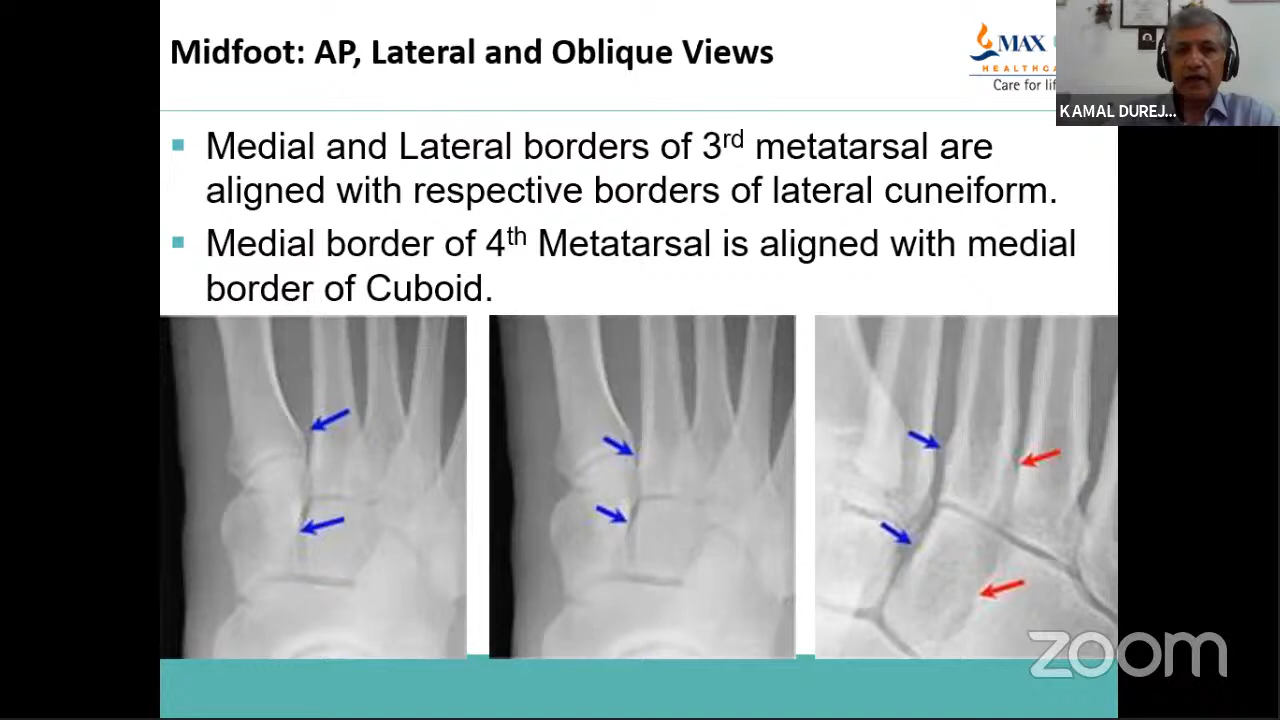 Midfoot: AP, Lateral and Oblique Views
MAX
HEALTHCA
Care for lif
KAMAL DUREJ...
▪ Medial and Lateral borders of 3rd metatarsal are
aligned with respective borders of lateral cuneiform.
▪ Medial border of 4th Metatarsal is aligned with medial
border of Cuboid.
zoom